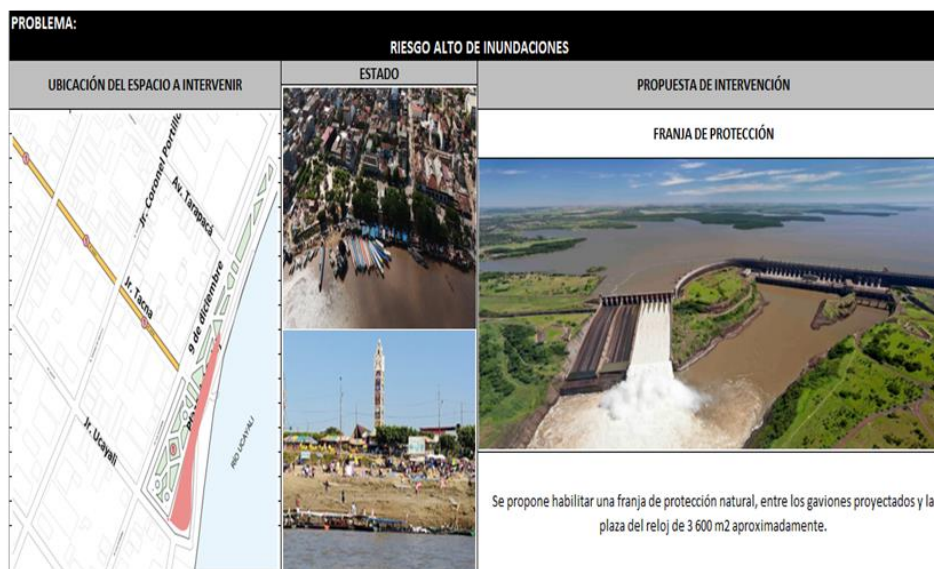 PROBLEMA:
RIESGO ALTO DE INUNDACIONES
UBICACIÓN DEL ESPACIO A INTERVENIR
ESTADO
PROPUESTA DE INTERVENCIÓN
FRANJA DE PROTECCIÓN
Jr. Coronel Portillo
Av. Tarapacá
Jr. Tacna
9 de diciembre
Jr. Ucayali
RÍO UCAYALI
Se propone habilitar una franja de protección natural, entre los gaviones proyectados y la
plaza del reloj de 3 600 m2 aproximadamente.